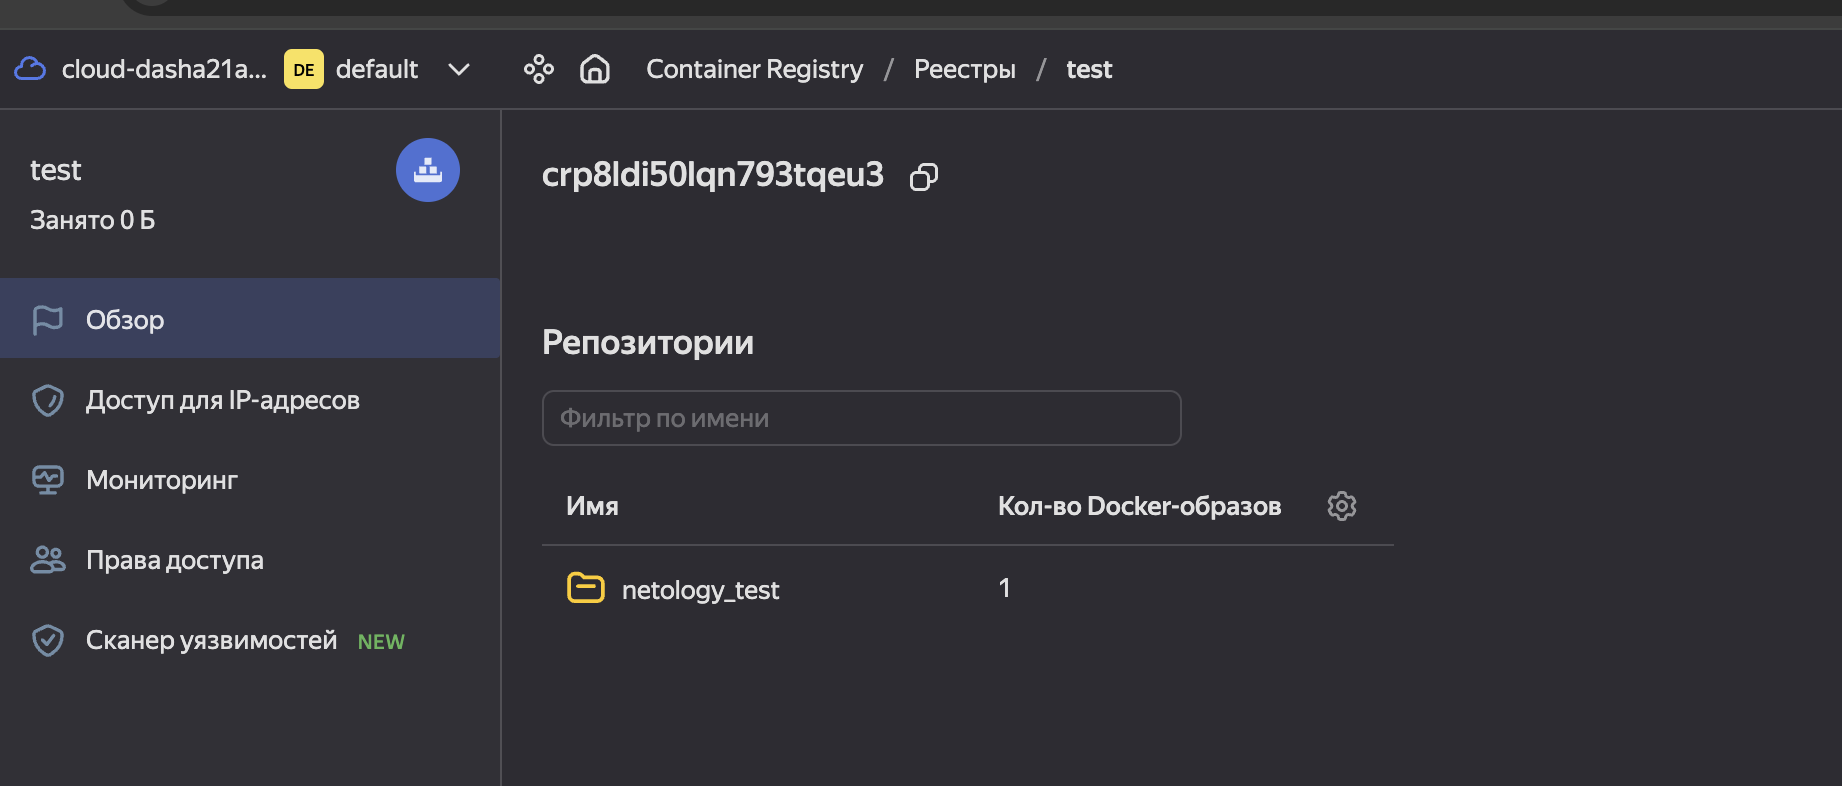 cloud-dasha21a... DE default Container Registry / Реестры / test
test
Занято 0 Б
Обзор
Доступ для IP-адресов
Мониторинг
Права доступа
Сканер уязвимостей NEW
crp8ldi50lqn793tqeu3
Репозитории
Фильтр по имени
Имя Кол-во Docker-образов
netology_test 1